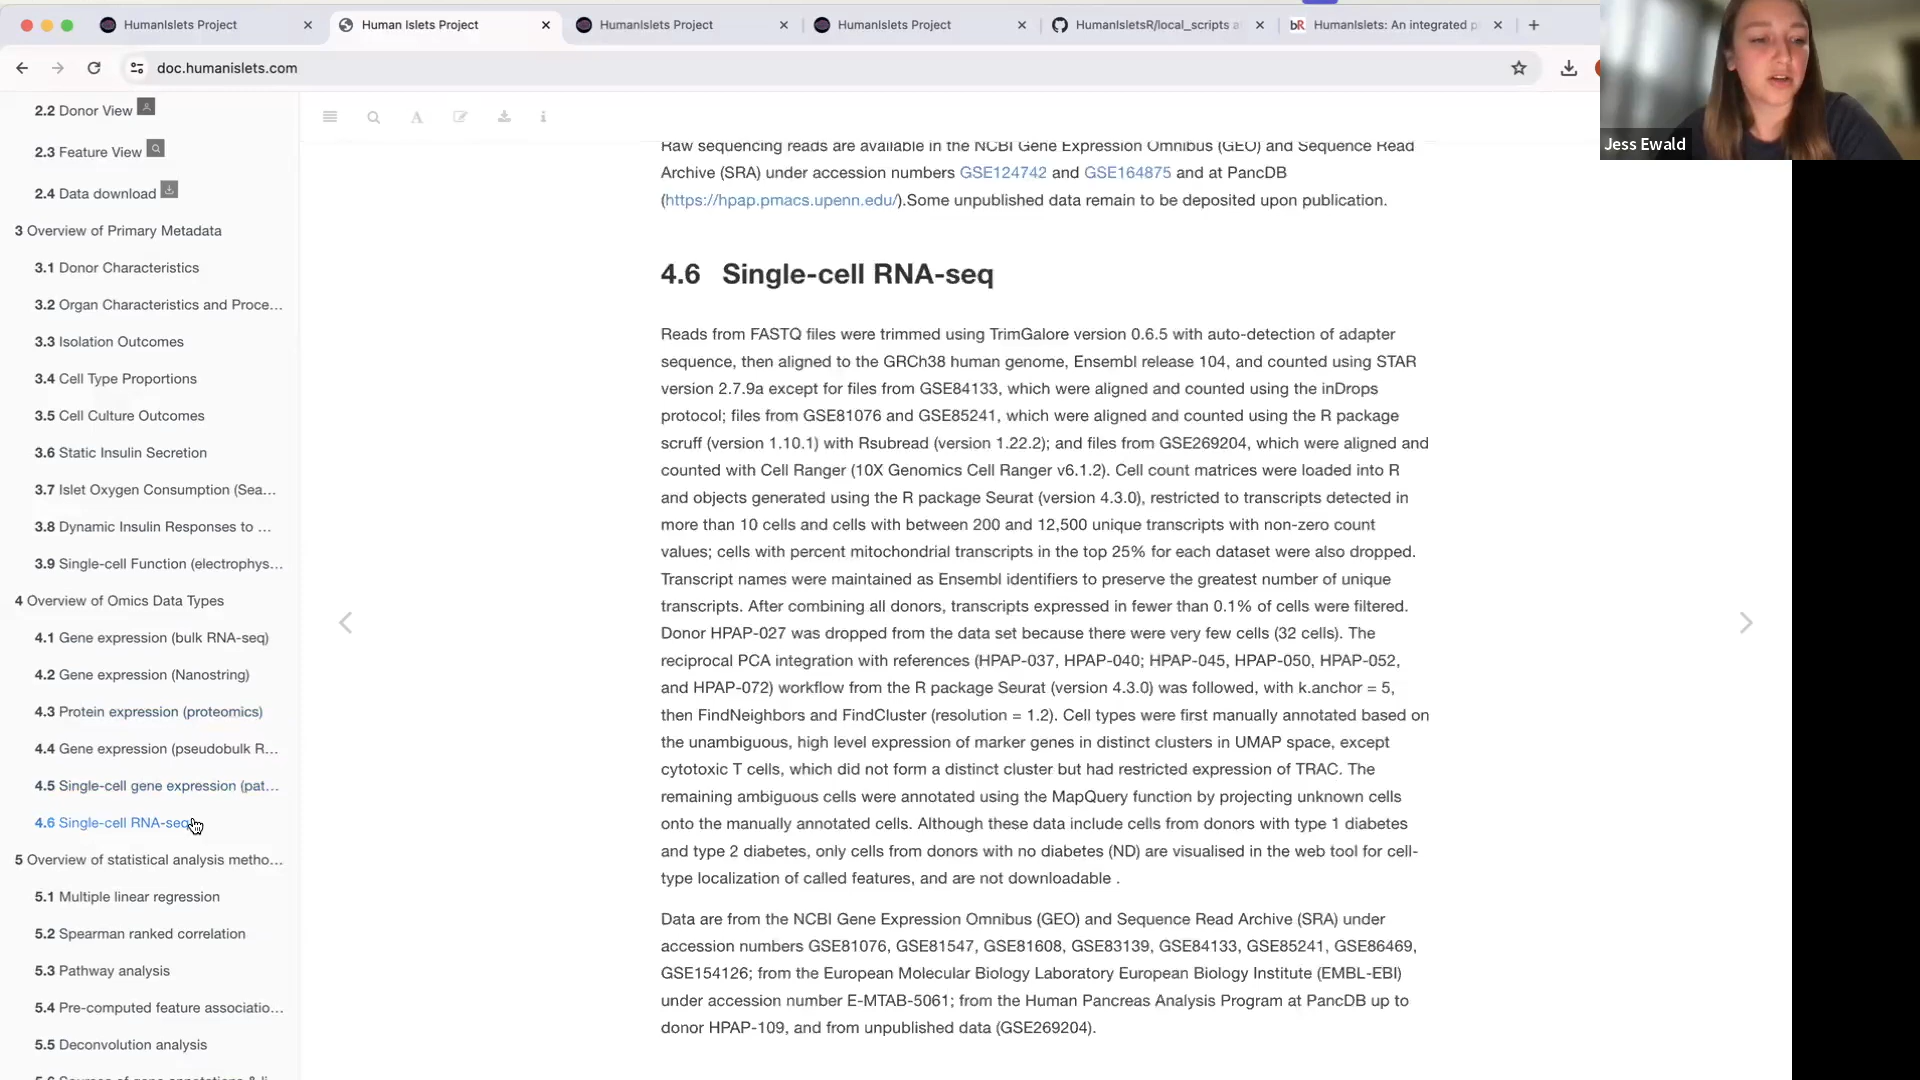 HumanIslets Project
Human Islets Project
HumanIslets Project
HumanIslets Project
HumanIsletsR/local_scripts a
bR HumanIslets: An integrated p
doc.humanislets.com
Jess Ewald
2.2 Donor View
2.3 Feature View
2.4 Data download
3 Overview of Primary Metadata
3.1 Donor Characteristics
3.2 Organ Characteristics and Proce...
3.3 Isolation Outcomes
3.4 Cell Type Proportions
3.5 Cell Culture Outcomes
3.6 Static Insulin Secretion
3.7 Islet Oxygen Consumption (Sea...
3.8 Dynamic Insulin Responses to ...
3.9 Single-cell Function (electrophys...
4 Overview of Omics Data Types
4.1 Gene expression (bulk RNA-seq)
4.2 Gene expression (Nanostring)
4.3 Protein expression (proteomics)
4.4 Gene expression (pseudobulk R...
4.5 Single-cell gene expression (pat...
4.6 Single-cell RNA-seq
5 Overview of statistical analysis metho...
5.1 Multiple linear regression
5.2 Spearman ranked correlation
5.3 Pathway analysis
5.4 Pre-computed feature associatio...
5.5 Deconvolution analysis
Raw sequencing reads are available in the NCBI Gene Expression Omnibus (GEO) and Sequence Read
Archive (SRA) under accession numbers GSE124742 and GSE164875 and at PancDB
(https://hpap.pmacs.upenn.edu/).Some unpublished data remain to be deposited upon publication.
4.6 Single-cell RNA-seq
Reads from FASTQ files were trimmed using TrimGalore version 0.6.5 with auto-detection of adapter
sequence, then aligned to the GRCh38 human genome, Ensembl release 104, and counted using STAR
version 2.7.9a except for files from GSE84133, which were aligned and counted using the inDrops
protocol; files from GSE81076 and GSE85241, which were aligned and counted using the R package
scruff (version 1.10.1) with Rsubread (version 1.22.2); and files from GSE269204, which were aligned and
counted with Cell Ranger (10X Genomics Cell Ranger v6.1.2). Cell count matrices were loaded into R
and objects generated using the R package Seurat (version 4.3.0), restricted to transcripts detected in
more than 10 cells and cells with between 200 and 12,500 unique transcripts with non-zero count
values; cells with percent mitochondrial transcripts in the top 25% for each dataset were also dropped.
Transcript names were maintained as Ensembl identifiers to preserve the greatest number of unique
transcripts. After combining all donors, transcripts expressed in fewer than 0.1% of cells were filtered.
Donor HPAP-027 was dropped from the data set because there were very few cells (32 cells). The
reciprocal PCA integration with references (HPAP-037, HPAP-040; HPAP-045, HPAP-050, HPAP-052,
and HPAP-072) workflow from the R package Seurat (version 4.3.0) was followed, with k.anchor = 5,
then FindNeighbors and FindCluster (resolution = 1.2). Cell types were first manually annotated based on
the unambiguous, high level expression of marker genes in distinct clusters in UMAP space, except
cytotoxic T cells, which did not form a distinct cluster but had restricted expression of TRAC. The
remaining ambiguous cells were annotated using the MapQuery function by projecting unknown cells
onto the manually annotated cells. Although these data include cells from donors with type 1 diabetes
and type 2 diabetes, only cells from donors with no diabetes (ND) are visualised in the web tool for cell-
type localization of called features, and are not downloadable .
Data are from the NCBI Gene Expression Omnibus (GEO) and Sequence Read Archive (SRA) under
accession numbers GSE81076, GSE81547, GSE81608, GSE83139, GSE84133, GSE85241, GSE86469,
GSE154126; from the European Molecular Biology Laboratory European Biology Institute (EMBL-EBI)
under accession number E-MTAB-5061; from the Human Pancreas Analysis Program at PancDB up to
donor HPAP-109, and from unpublished data (GSE269204).